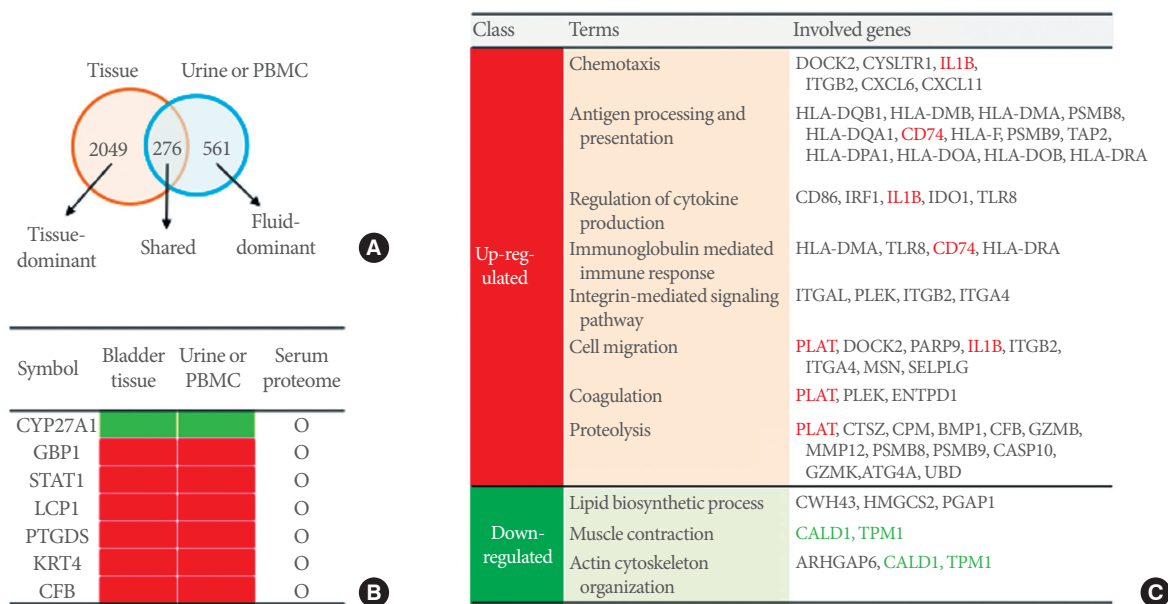 Tissue
Urine or PBMC
2049
276
561
Tissue-
dominant
Shared
Fluid-
dominant
A
Symbol
Bladder
tissue
Urine or
PBMC
Serum
proteome
CYP27A1 O
GBP1 O
STAT1 O
LCP1 O
PTGDS O
KRT4 O
CFB O
B
Class Terms Involved genes
Up-reg-
ulated
Chemotaxis
DOCK2, CYSLTR1, IL1B,
ITGB2, CXCL6, CXCL11
Antigen processing and
presentation
HLA-DQB1, HLA-DMB, HLA-DMA, PSMB8,
HLA-DQA1, CD74, HLA-F, PSMB9, TAP2,
HLA-DPA1, HLA-DOA, HLA-DOB, HLA-DRA
Regulation of cytokine
production
CD86, IRF1, IL1B, IDO1, TLR8
Immunoglobulin mediated
immune response
HLA-DMA, TLR8, CD74, HLA-DRA
Integrin-mediated signaling
pathway
ITGAL, PLEK, ITGB2, ITGA4
Cell migration
PLAT, DOCK2, PARP9, IL1B, ITGB2,
ITGA4, MSN, SELPLG
Coagulation
PLAT, PLEK, ENTPD1
Proteolysis
PLAT, CTSZ, CPM, BMP1, CFB, GZMB,
MMP12, PSMB8, PSMB9, CASP10,
GZMK,ATG4A, UBD
Down-
regulated
Lipid biosynthetic process
CWH43, HMGCS2, PGAP1
Muscle contraction
CALD1, TPM1
Actin cytoskeleton
organization
ARHGAP6, CALD1, TPM1
C